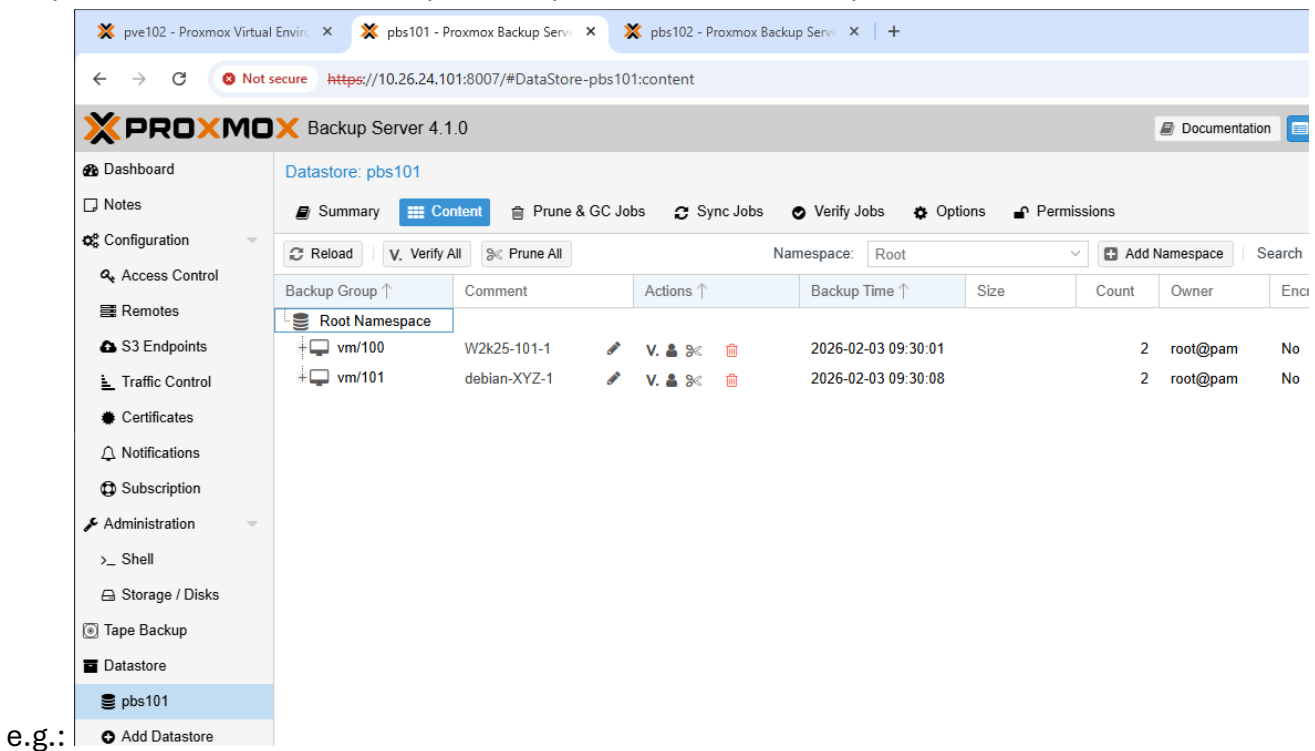 pve102 - Proxmox Virtual Enviro pbs101 - Proxmox Backup Serve pbs102 - Proxmox Backup Serve
Not secure https://10.26.24.101:8007/#DataStore-pbs101:content
PROXMOX Backup Server 4.1.0 Documentation
Dashboard
Datastore: pbs101
Notes
Summary Content Prune & GC Jobs Sync Jobs Verify Jobs Options Permissions
Configuration
Reload V. Verify All Prune All Namespace: Root Add Namespace Search
Access Control
Backup Group ↑ Comment Actions ↑ Backup Time ↑ Size Count Owner Encr
Remotes
Root Namespace
S3 Endpoints
vm/100 W2k25-101-1 V. 2026-02-03 09:30:01 2 root@pam No
Traffic Control
vm/101 debian-XYZ-1 V. 2026-02-03 09:30:08 2 root@pam No
Certificates
Notifications
Subscription
Administration
>_ Shell
Storage / Disks
Tape Backup
Datastore
pbs101
e.g.: Add Datastore